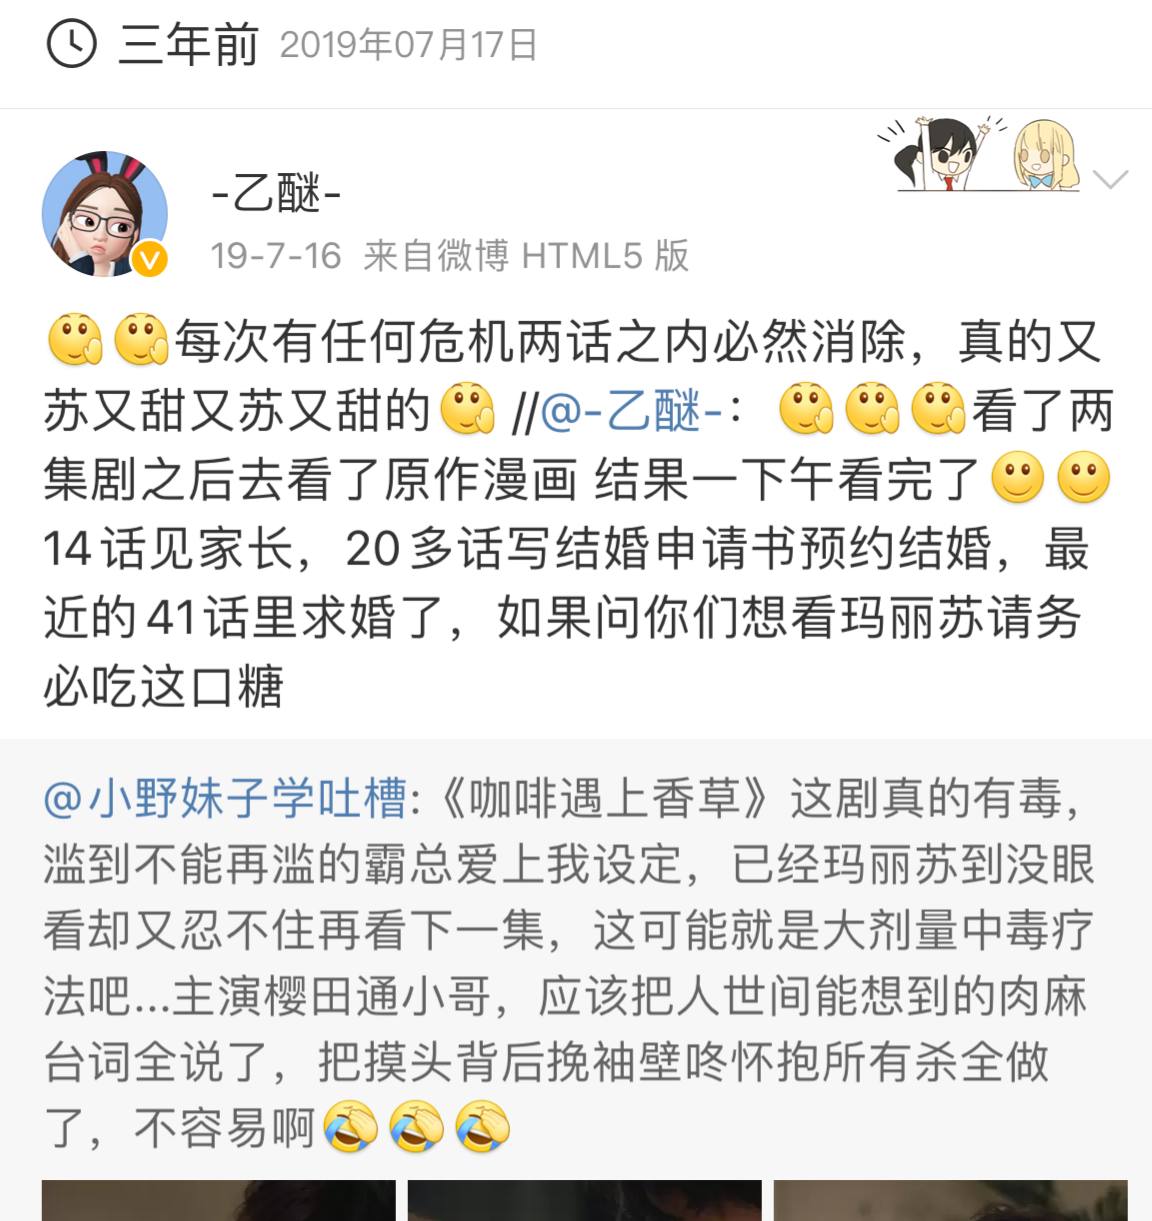 三年前 2019年07月17日
-乙醚-
19-7-16 来自微博 HTML5 版
每次有任何危机两话之内必然消除，真的又
苏又甜又苏又甜的//@-乙醚-：看了两
集剧之后去看了原作漫画 结果一下午看完了
14话见家长，20多话写结婚申请书预约结婚，最
近的41话里求婚了，如果问你们想看玛丽苏请务
必吃这口糖
@小野妹子学吐槽:《咖啡遇上香草》这剧真的有毒，
滥到不能再滥的霸总爱上我设定，已经玛丽苏到没眼
看却又忍不住再看下一集，这可能就是大剂量中毒疗
法吧...主演樱田通小哥，应该把人世间能想到的肉麻
台词全说了，把摸头背后挽袖壁咚怀抱所有杀全做
了，不容易啊